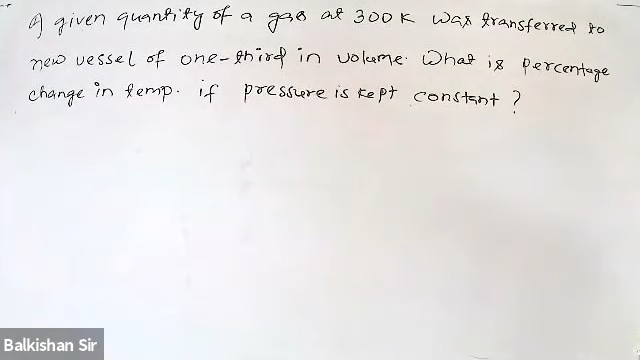 A given quantity of a gas at 300K was transferred to
new vessel of one-third in volume. What is percentage
change in temp. if pressure is kept constant?
Balkishan Sir